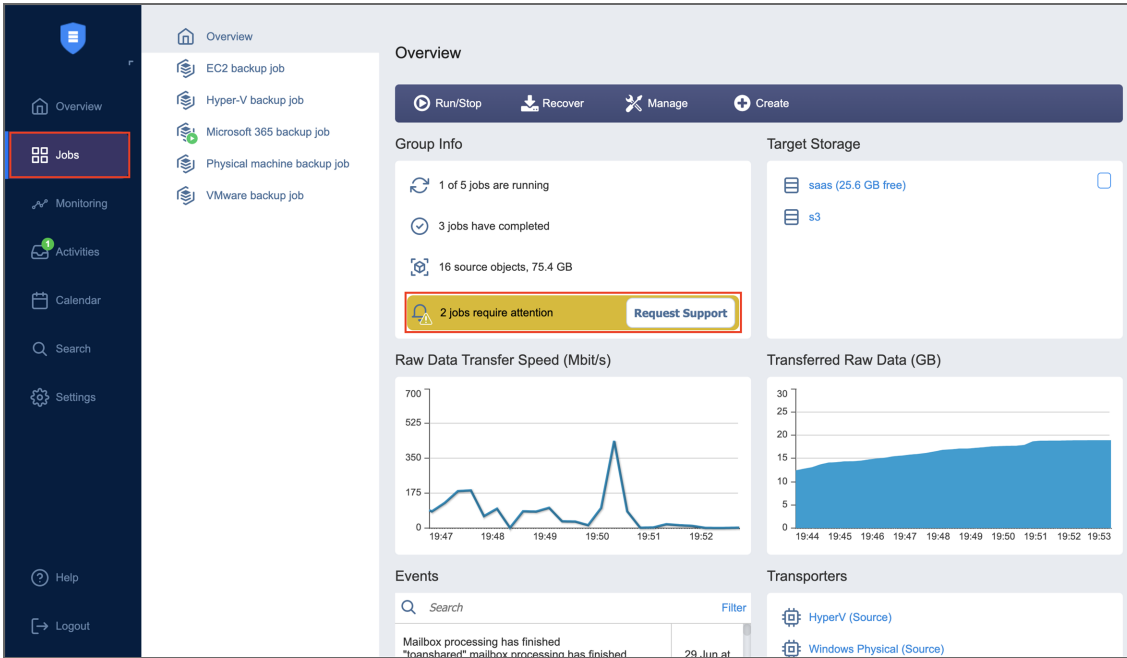 Overview
Jobs
Monitoring
1
Activities
Calendar
Search
Settings
Help
Logout
Overview
EC2 backup job
Hyper-V backup job
Microsoft 365 backup job
Physical machine backup job
VMware backup job
Overview
Run/Stop Recover Manage Create
Group Info
1 of 5 jobs are running
3 jobs have completed
16 source objects, 75.4 GB
2 jobs require attention Request Support
Target Storage
saas (25.6 GB free)
s3
Raw Data Transfer Speed (Mbit/s)
700
525
350
175
0
19:47 19:48 19:49 19:50 19:51 19:52
Transferred Raw Data (GB)
30
25
20
15
10
5
0
19:44 19:45 19:46 19:47 19:48 19:49 19:50 19:51 19:52 19:53
Events
Search Filter
Mailbox processing has finished
"toanshared" mailbox processing has finished 29 Jun at
Transporters
HyperV (Source)
Windows Physical (Source)